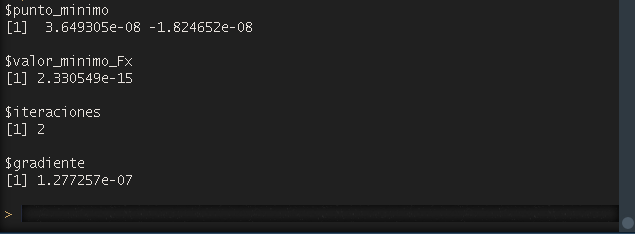 $punto_minimo
[1]  3.649305e-08 -1.824652e-08
$valor_minimo_Fx
[1] 2.330549e-15
$iteraciones
[1] 2
$gradiente
[1] 1.277257e-07
>